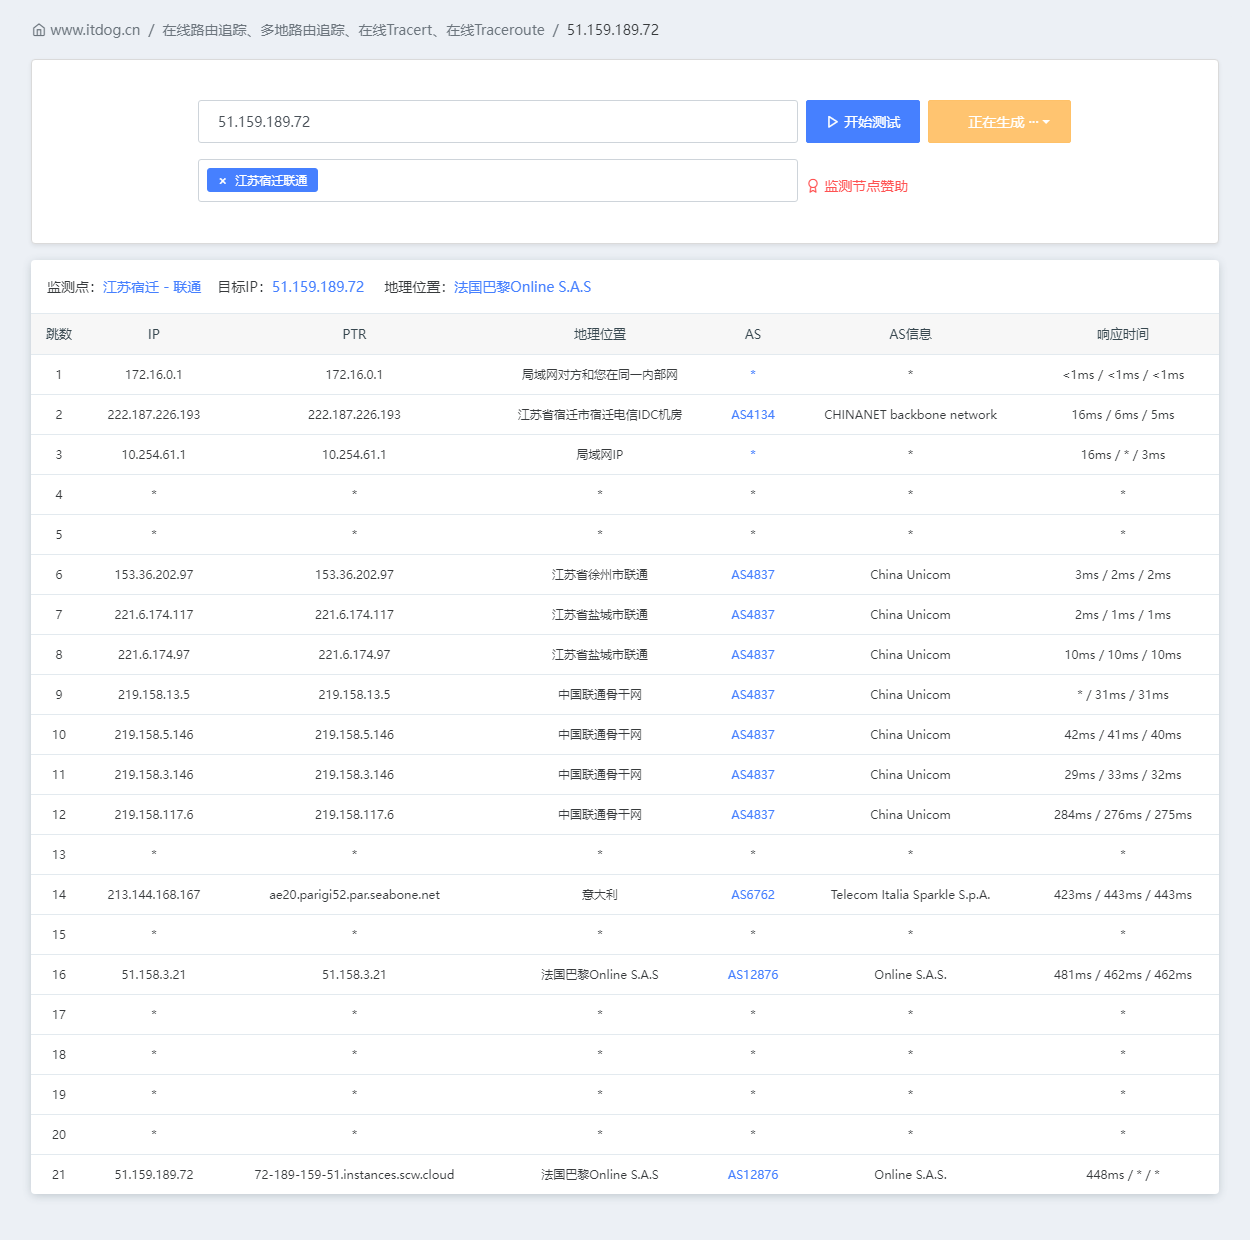 www.itdog.cn / 在线路由追踪、多地路由追踪、在线Tracert、在线Traceroute / 51.159.189.72
51.159.189.72 开始测试 正在生成 ...
× 江苏宿迁联通 监测节点赞助
监测点：江苏宿迁 - 联通 目标IP：51.159.189.72 地理位置：法国巴黎Online S.A.S
跳数 IP PTR 地理位置 AS AS信息 响应时间
1 172.16.0.1 172.16.0.1 局域网对方和您在同一内部网 * * <1ms / <1ms / <1ms
2 222.187.226.193 222.187.226.193 江苏省宿迁市宿迁电信IDC机房 AS4134 CHINANET backbone network 16ms / 6ms / 5ms
3 10.254.61.1 10.254.61.1 局域网IP * * 16ms / * / 3ms
4 * * * * * *
5 * * * * * *
6 153.36.202.97 153.36.202.97 江苏省徐州市联通 AS4837 China Unicom 3ms / 2ms / 2ms
7 221.6.174.117 221.6.174.117 江苏省盐城市联通 AS4837 China Unicom 2ms / 1ms / 1ms
8 221.6.174.97 221.6.174.97 江苏省盐城市联通 AS4837 China Unicom 10ms / 10ms / 10ms
9 219.158.13.5 219.158.13.5 中国联通骨干网 AS4837 China Unicom * / 31ms / 31ms
10 219.158.5.146 219.158.5.146 中国联通骨干网 AS4837 China Unicom 42ms / 41ms / 40ms
11 219.158.3.146 219.158.3.146 中国联通骨干网 AS4837 China Unicom 29ms / 33ms / 32ms
12 219.158.117.6 219.158.117.6 中国联通骨干网 AS4837 China Unicom 284ms / 276ms / 275ms
13 * * * * * *
14 213.144.168.167 ae20.parigi52.par.seabone.net 意大利 AS6762 Telecom Italia Sparkle S.p.A. 423ms / 443ms / 443ms
15 * * * * * *
16 51.158.3.21 51.158.3.21 法国巴黎Online S.A.S AS12876 Online S.A.S. 481ms / 462ms / 462ms
17 * * * * * *
18 * * * * * *
19 * * * * * *
20 * * * * * *
21 51.159.189.72 72-189-159-51.instances.scw.cloud 法国巴黎Online S.A.S AS12876 Online S.A.S. 448ms / * / *